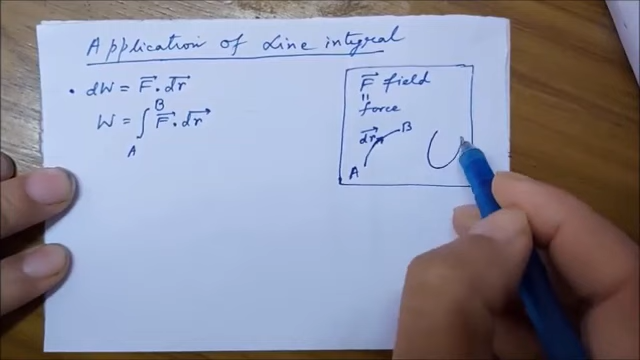 Application of Line integral
• dW = F⃗ . dr⃗
W = ∫_A^B F⃗ . dr⃗
F⃗ field
"
force
dr⃗
B
A